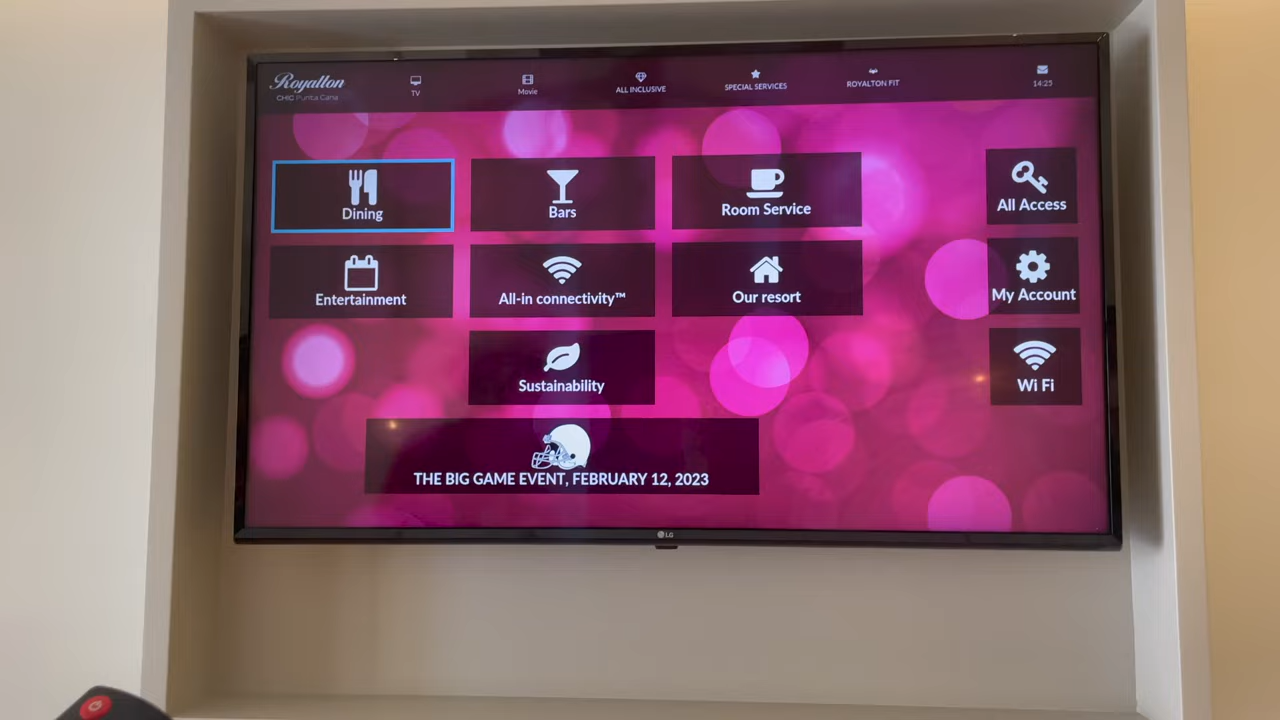 Royalton
CHIC Punta Cana
TV
Movie
ALL INCLUSIVE
SPECIAL SERVICES
ROYALTON FIT
14:25
Dining
Bars
Room Service
All Access
Entertainment
All-in connectivity™
Our resort
My Account
Sustainability
Wi Fi
THE BIG GAME EVENT, FEBRUARY 12, 2023
LG